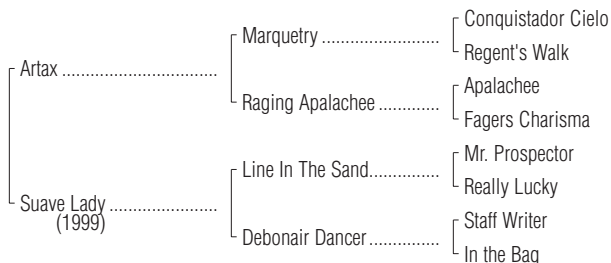 Conquistador Cielo
Marquetry ........................
Regent's Walk
Artax ................................
Apalachee
Raging Apalachee ............
Fagers Charisma
Mr. Prospector
Line In The Sand..............
Really Lucky
Suave Lady ......................
(1999)
Staff Writer
Debonair Dancer ..............
In the Bag